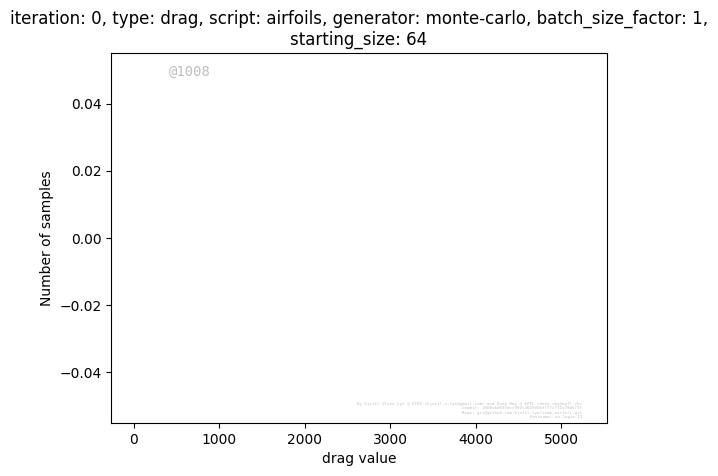 iteration: 0, type: drag, script: airfoils, generator: monte-carlo, batch_size_factor: 1,
starting_size: 64
@1008
0.04
0.02
0.00
−0.02
−0.04
Number of samples
0 1000 2000 3000 4000 5000
drag value